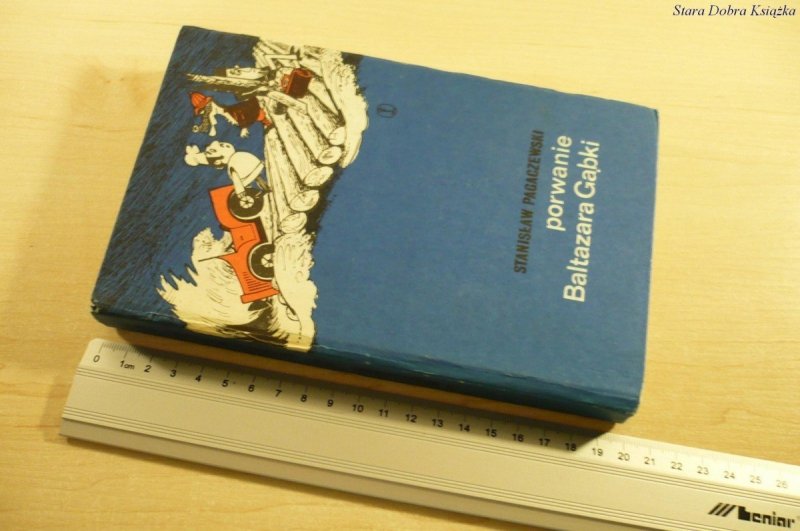 Stara Dobra Książka
STANISŁAW PAGACZEWSKI
porwanie
Baltazara Gąbki
0 1cm 2 3 4 5 6 7 8 9 10 11 12 13 14 15 16 17 18 19 20 21 22 23 24 25 26